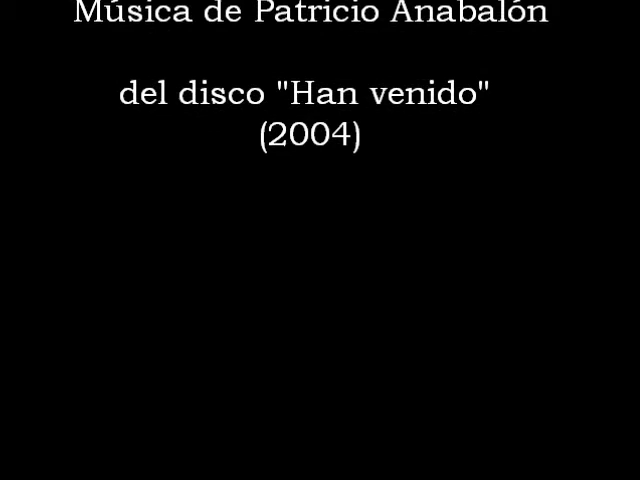 Música de Patricio Anabalón
del disco "Han venido"
(2004)